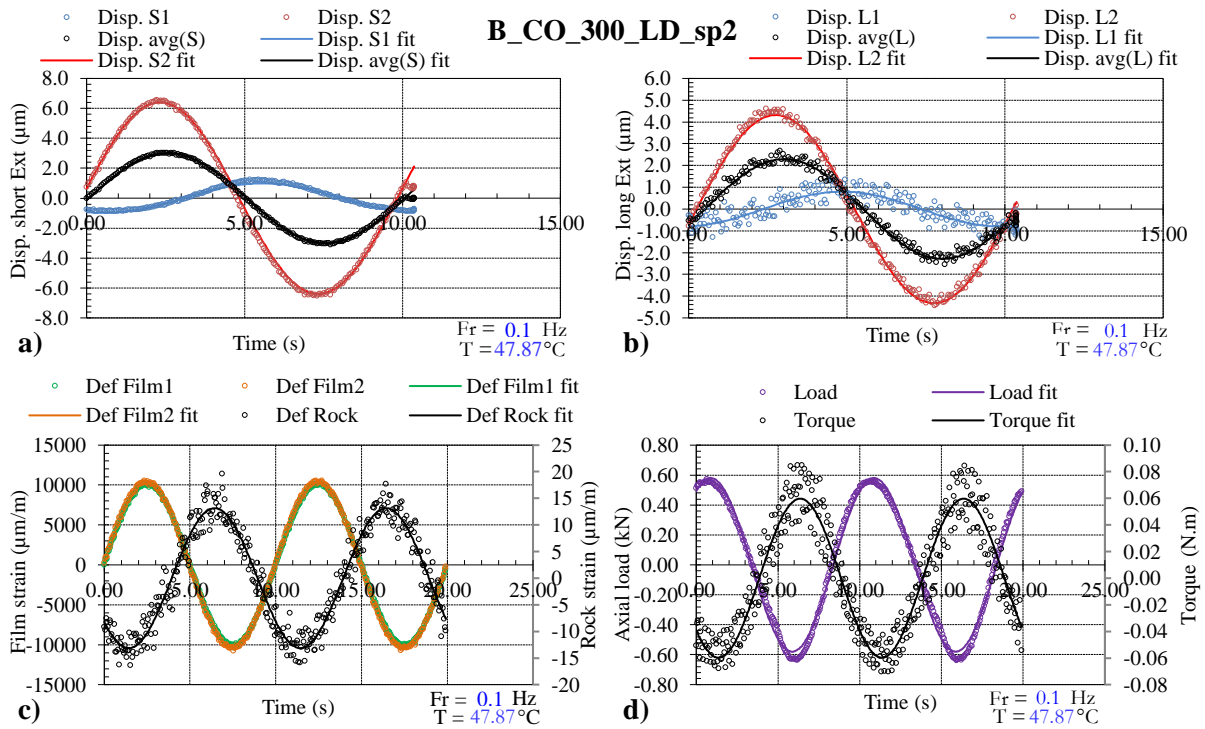 B_CO_300_LD_sp2
Disp. S1 Disp. S2
Disp. avg(S) Disp. S1 fit
Disp. S2 fit Disp. avg(S) fit
Disp. L1 Disp. L2
Disp. avg(L) Disp. L1 fit
Disp. L2 fit Disp. avg(L) fit
Disp. short Ext (µm)
8.0
6.0
4.0
2.0
0.0
-2.0
-4.0
-6.0
-8.0
0.00 5.00 10.00 15.00
Time (s)
Fr = 0.1 Hz
T = 47.87°C
a)
Disp. long Ext (µm)
6.0
5.0
4.0
3.0
2.0
1.0
0.0
-1.0
-2.0
-3.0
-4.0
-5.0
0.00 5.00 10.00 15.00
Time (s)
Fr = 0.1 Hz
T = 47.87°C
b)
Def Film1 Def Film2 Def Film1 fit
Def Film2 fit Def Rock Def Rock fit
Film strain (µm/m)
15000
10000
5000
0
-5000
-10000
-15000
0.00 5.00 10.00 15.00 20.00 25.00
Rock strain (µm/m)
25
20
15
10
5
0
-5
-10
-15
-20
Time (s)
Fr = 0.1 Hz
T = 47.87°C
c)
Load Load fit
Torque Torque fit
Axial load (kN)
0.80
0.60
0.40
0.20
0.00
-0.20
-0.40
-0.60
-0.80
0.00 5.00 10.00 15.00 20.00 25.00
Torque (N.m)
0.10
0.08
0.06
0.04
0.02
0.00
-0.02
-0.04
-0.06
-0.08
Time (s)
Fr = 0.1 Hz
T = 47.87°C
d)